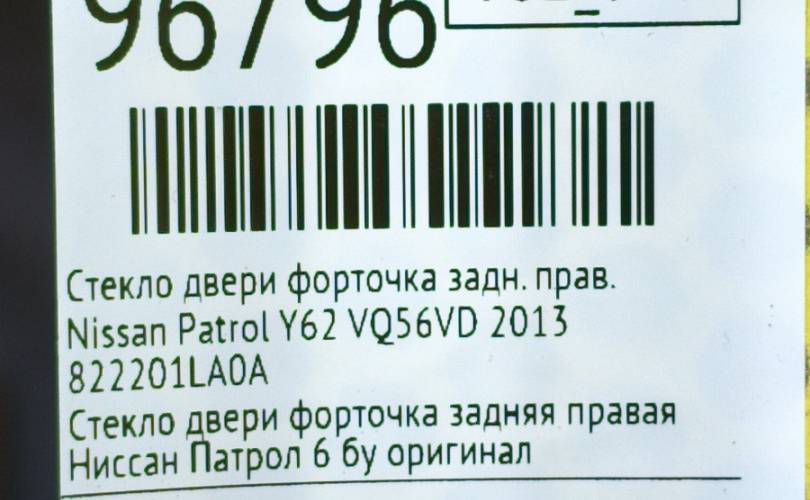 96796
Стекло двери форточка задн. прав.
Nissan Patrol Y62 VQ56VD 2013
822201LA0A
Стекло двери форточка задняя правая
Ниссан Патрол 6 бу оригинал